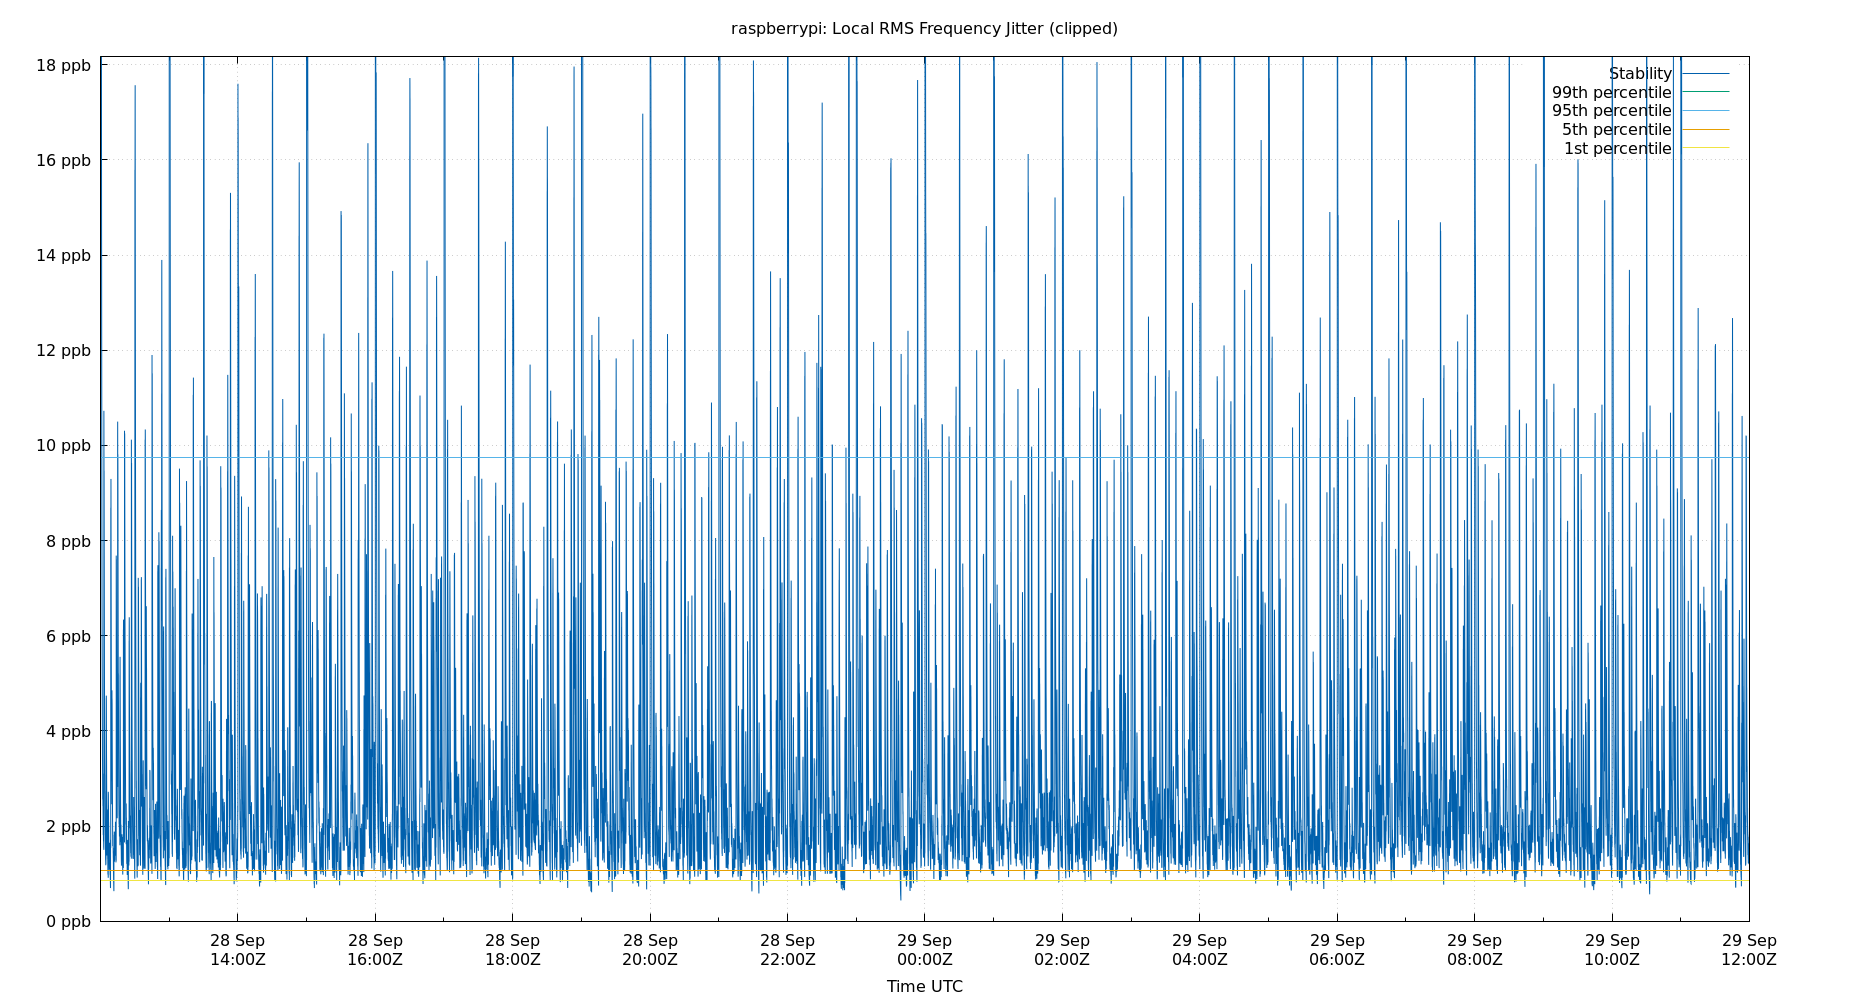 raspberrypi: Local RMS Frequency Jitter (clipped)
18 ppb
16 ppb
14 ppb
12 ppb
10 ppb
8 ppb
6 ppb
4 ppb
2 ppb
0 ppb
Stability
99th percentile
95th percentile
5th percentile
1st percentile
28 Sep
14:00Z
28 Sep
16:00Z
28 Sep
18:00Z
28 Sep
20:00Z
28 Sep
22:00Z
29 Sep
00:00Z
29 Sep
02:00Z
29 Sep
04:00Z
29 Sep
06:00Z
29 Sep
08:00Z
29 Sep
10:00Z
29 Sep
12:00Z
Time UTC